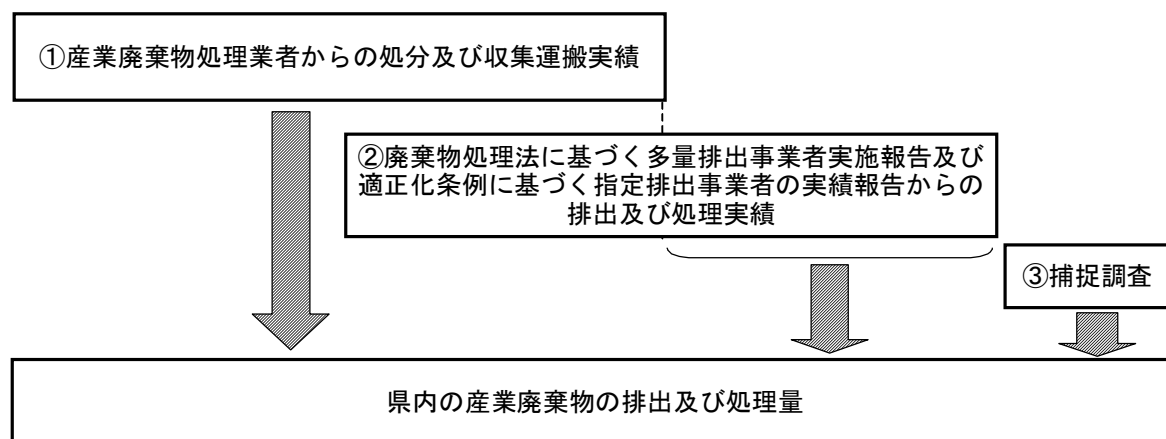 ①産業廃棄物処理業者からの処分及び収集運搬実績
②廃棄物処理法に基づく多量排出事業者実施報告及び
適正化条例に基づく指定排出事業者の実績報告からの
排出及び処理実績
③捕捉調査
県内の産業廃棄物の排出及び処理量